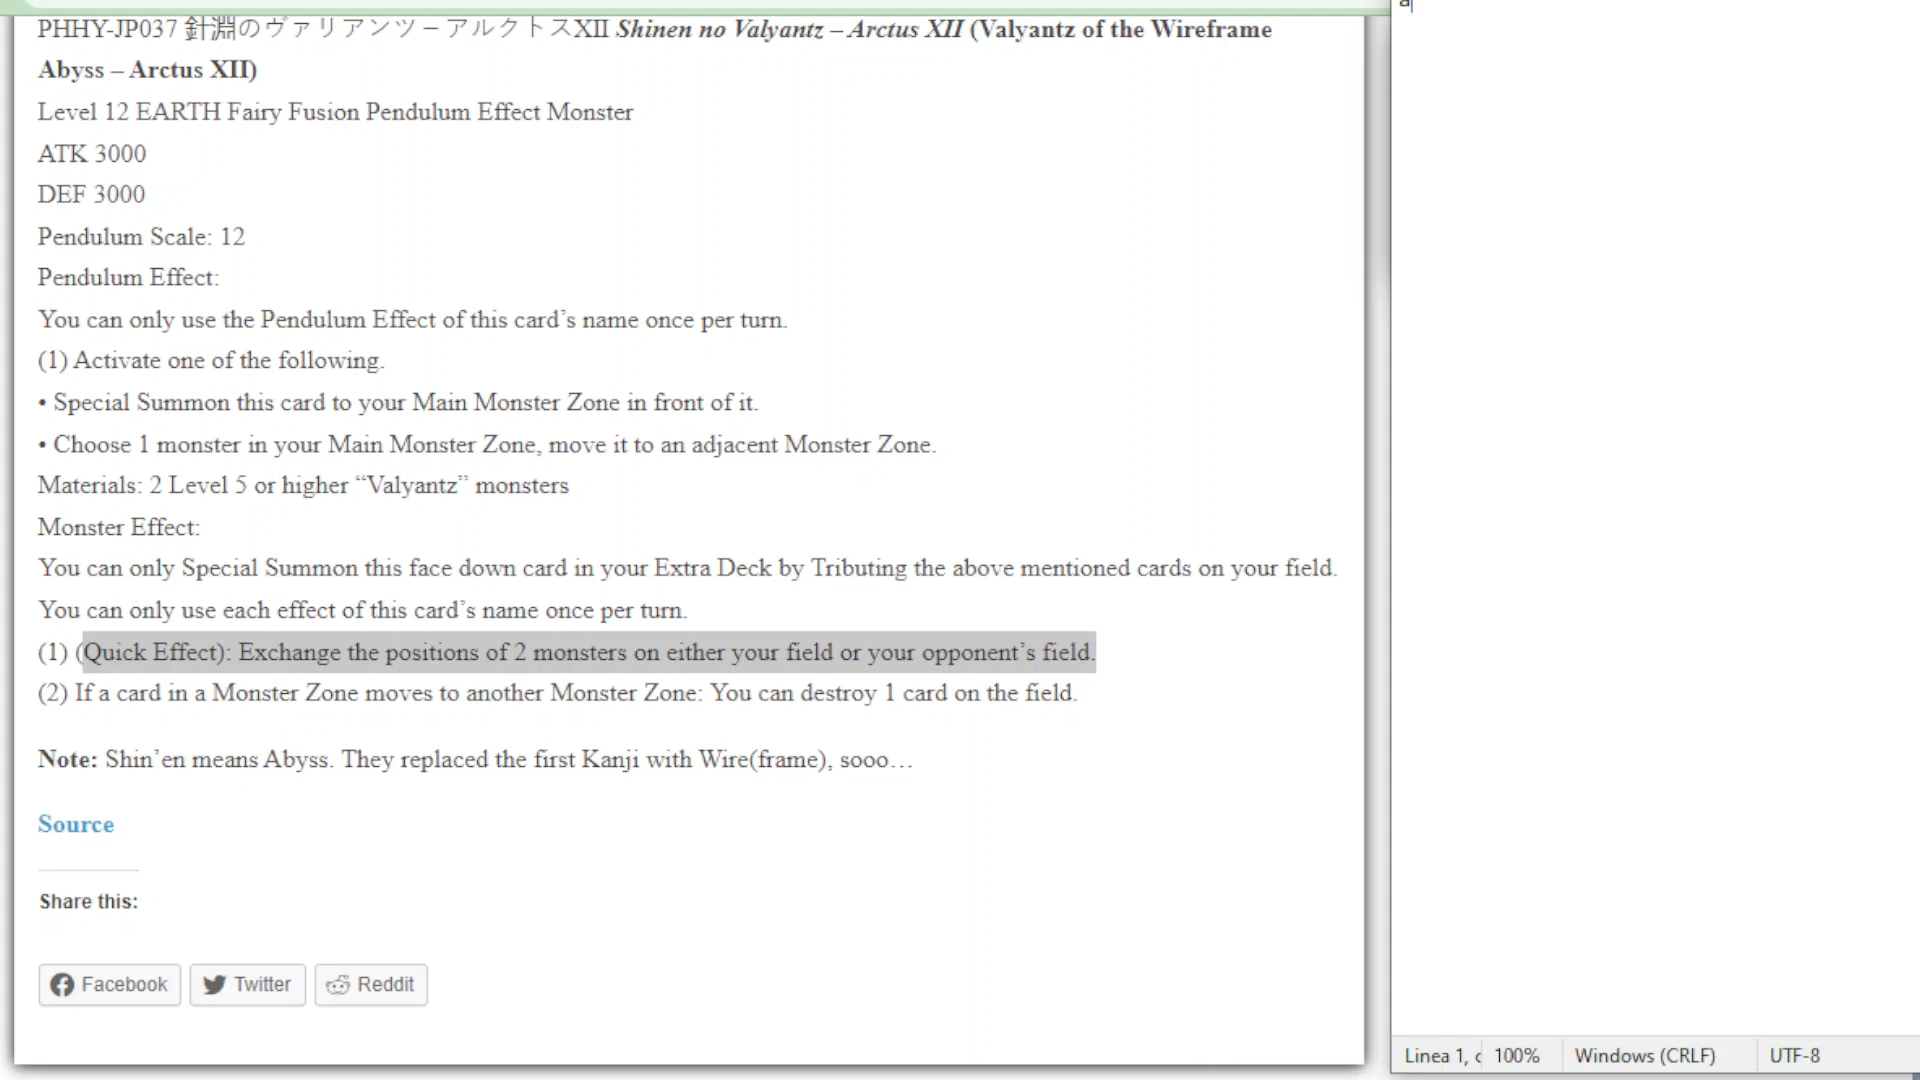 PHHY-JP037 針淵のヴァリアンツ－アルクトスXII Shinen no Valyantz – Arctus XII (Valyantz of the Wireframe
Abyss – Arctus XII)
Level 12 EARTH Fairy Fusion Pendulum Effect Monster
ATK 3000
DEF 3000
Pendulum Scale: 12
Pendulum Effect:
You can only use the Pendulum Effect of this card’s name once per turn.
(1) Activate one of the following.
• Special Summon this card to your Main Monster Zone in front of it.
• Choose 1 monster in your Main Monster Zone, move it to an adjacent Monster Zone.
Materials: 2 Level 5 or higher “Valyantz” monsters
Monster Effect:
You can only Special Summon this face down card in your Extra Deck by Tributing the above mentioned cards on your field.
You can only use each effect of this card’s name once per turn.
(1) (Quick Effect): Exchange the positions of 2 monsters on either your field or your opponent’s field.
(2) If a card in a Monster Zone moves to another Monster Zone: You can destroy 1 card on the field.
Note: Shin’en means Abyss. They replaced the first Kanji with Wire(frame), sooo…
Source
Share this:
Facebook Twitter Reddit
Linea 1, c 100% Windows (CRLF) UTF-8